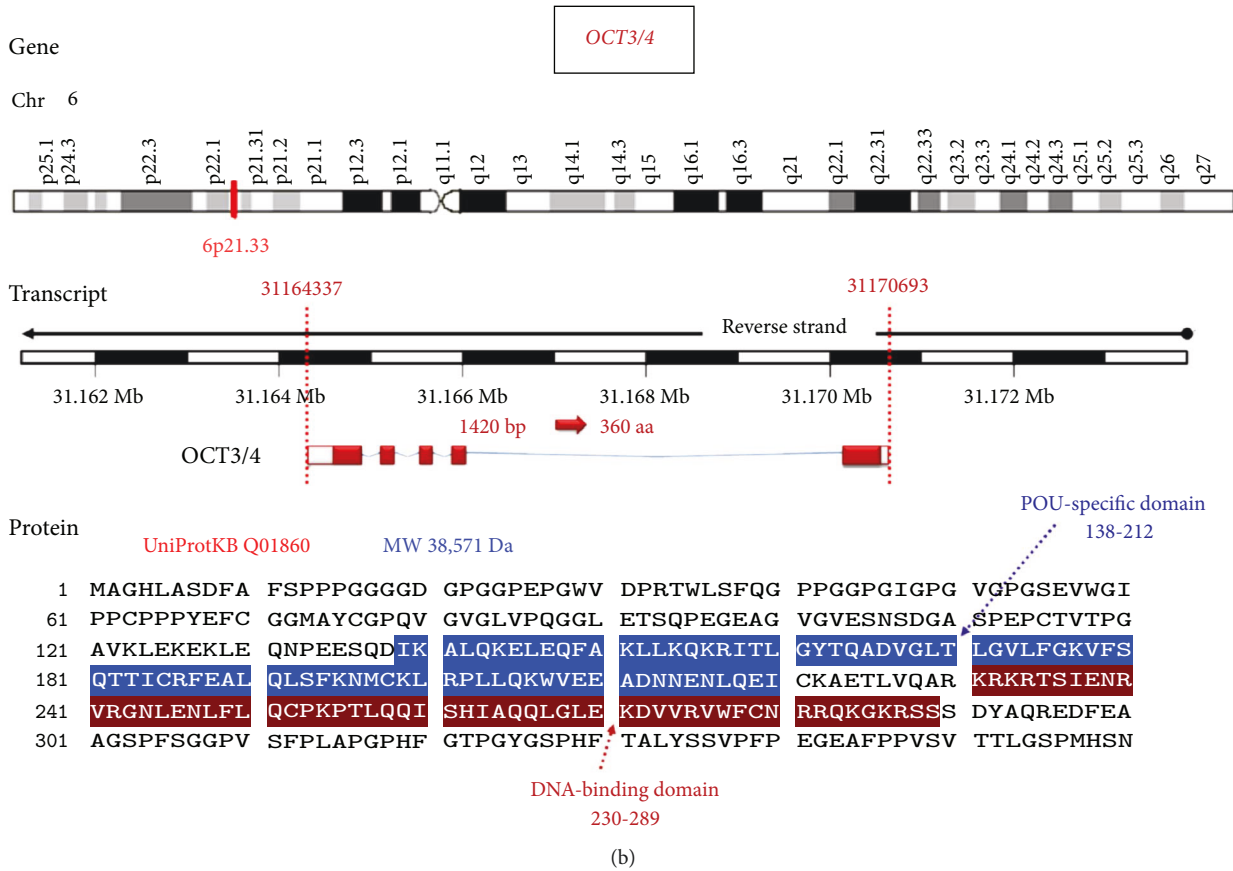 OCT3/4
Gene
Chr 6
p25.1 p24.3 p22.3 p22.1 p21.31 p21.2 p21.1 p12.3 p12.1 q11.1 q12 q13 q14.1 q14.3 q15 q16.1 q16.3 q21 q22.1 q22.31 q22.33 q23.2 q23.3 q24.1 q24.2 q24.3 q25.1 q25.2 q25.3 q26 q27
6p21.33
Transcript
31164337 31170693
Reverse strand
31.162 Mb 31.164 Mb 31.166 Mb 31.168 Mb 31.170 Mb 31.172 Mb
1420 bp 360 aa
OCT3/4
POU-specific domain
138-212
Protein
UniProtKB Q01860 MW 38,571 Da
1 MAGHLASDFA FSPPPGGGGD GPGGPEPGWV DPRTWLSFQG PPGGPGIGPG VGPGSEVWGI
61 PPCPPPYEFC GGMAYCGPQV GVGLVPQGGL ETSQPEGEAG VGVESNSDGA SPEPCTVTPG
121 AVKLEKEKLE QNPEESQDIK ALQKELEQFA KLLKQKRITL GYTQADVGLT LGVLFGKVFS
181 QTTICRFEAL QLSFKNMCKL RPLLQKWVEE ADNNENLQEI CKAETLVQAR KRKRTSIENR
241 VRGNLENLFL QCPKPTLQQI SHIAQQLGLE KDVVRVWFCN RRQKGKRSSS DYAQREDFEA
301 AGSPFSGGPV SFPLAPGPHF GTPGYGSPHF TALYSSVPFP EGEAFPPVSV TTLGSPMHSN
DNA-binding domain
230-289
(b)